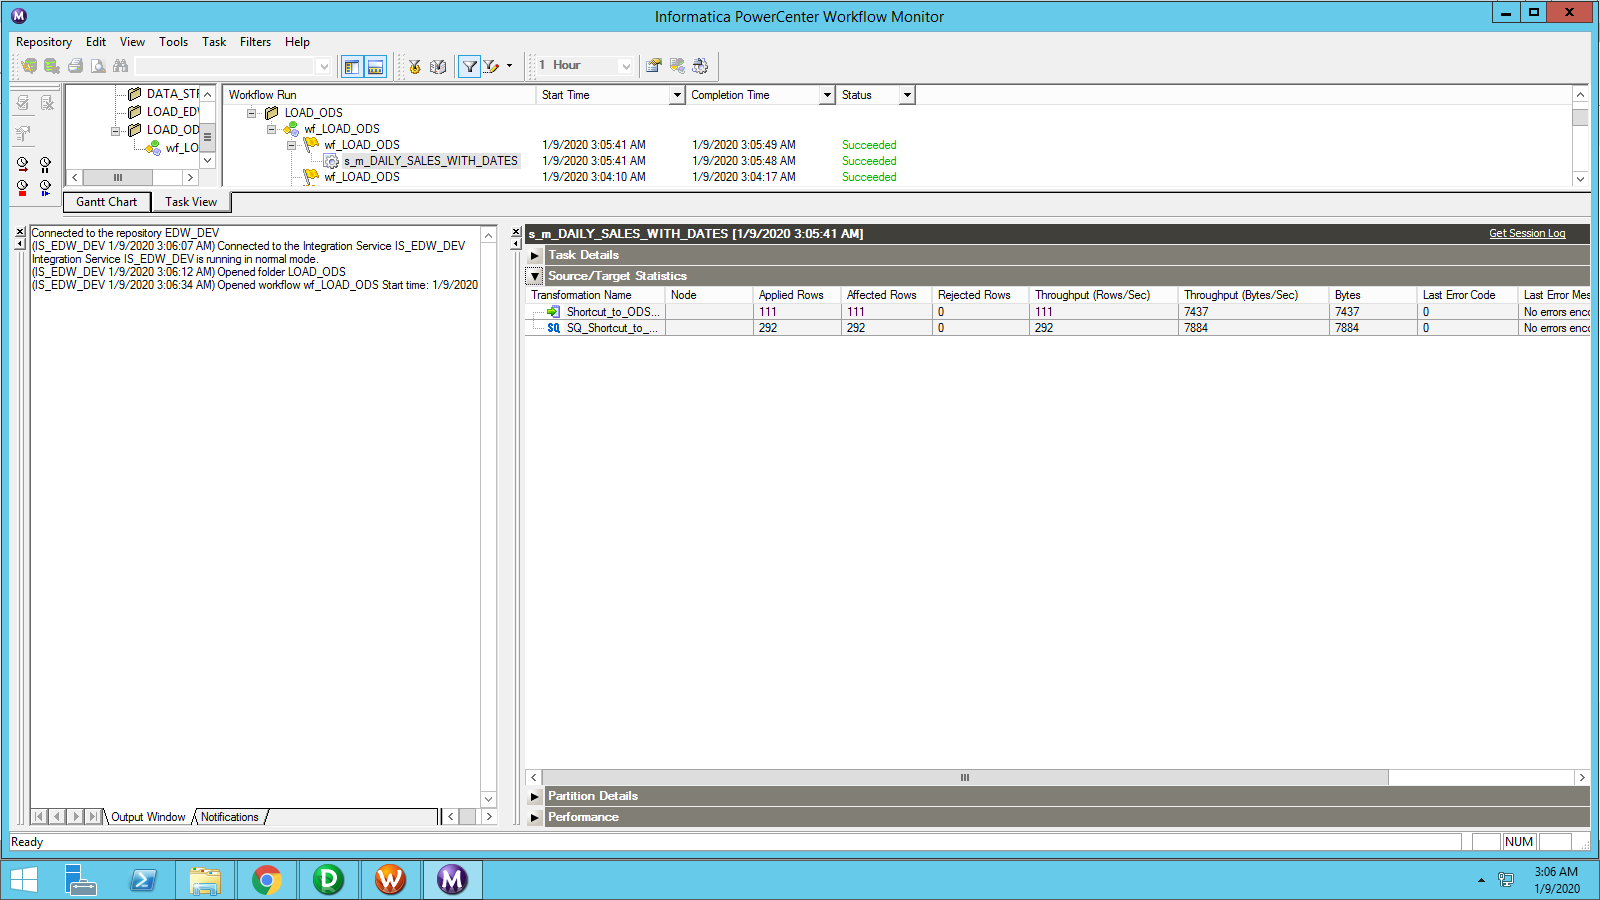 Informatica PowerCenter Workflow Monitor
Repository Edit View Tools Task Filters Help
1 Hour
DATA_STF
LOAD_EDW
LOAD_OD
wf_LO
Workflow Run Start Time Completion Time Status
LOAD_ODS
wf_LOAD_ODS
wf_LOAD_ODS 1/9/2020 3:05:41 AM 1/9/2020 3:05:49 AM Succeeded
s_m_DAILY_SALES_WITH_DATES 1/9/2020 3:05:41 AM 1/9/2020 3:05:48 AM Succeeded
wf_LOAD_ODS 1/9/2020 3:04:10 AM 1/9/2020 3:04:17 AM Succeeded
Gantt Chart Task View
Connected to the repository EDW_DEV
(IS_EDW_DEV 1/9/2020 3:06:07 AM) Connected to the Integration Service IS_EDW_DEV
Integration Service IS_EDW_DEV is running in normal mode.
(IS_EDW_DEV 1/9/2020 3:06:12 AM) Opened folder LOAD_ODS
(IS_EDW_DEV 1/9/2020 3:06:34 AM) Opened workflow wf_LOAD_ODS Start time: 1/9/2020
Output Window Notifications
s_m_DAILY_SALES_WITH_DATES [1/9/2020 3:05:41 AM] Get Session Log
Task Details
Source/Target Statistics
Transformation Name Node Applied Rows Affected Rows Rejected Rows Throughput (Rows/Sec) Throughput (Bytes/Sec) Bytes Last Error Code Last Error Mes
Shortcut_to_ODS... 111 111 0 111 7437 7437 0 No errors enco
SQ SQ_Shortcut_to_... 292 292 0 292 7884 7884 0 No errors enco
Partition Details
Performance
Ready NUM
3:06 AM
1/9/2020